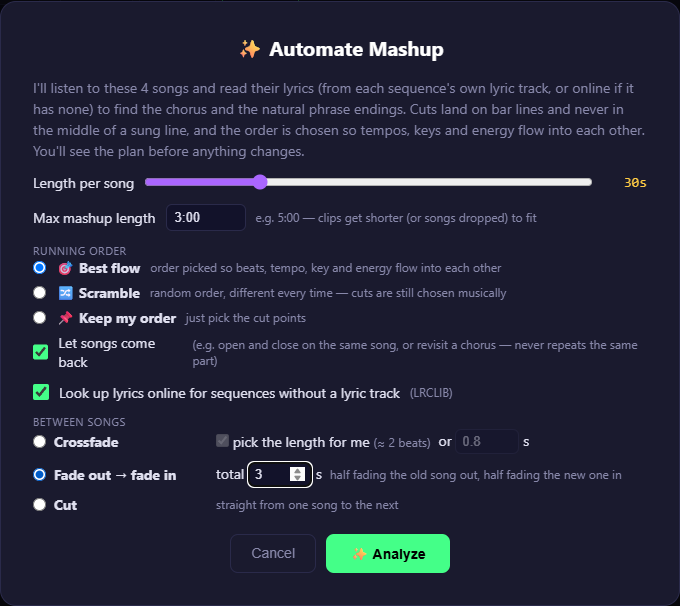 ✨ Automate Mashup
I'll listen to these 4 songs and read their lyrics (from each sequence's own lyric track, or online if it
has none) to find the chorus and the natural phrase endings. Cuts land on bar lines and never in
the middle of a sung line, and the order is chosen so tempos, keys and energy flow into each other.
You'll see the plan before anything changes.
Length per song 30s
Max mashup length 3:00 e.g. 5:00 — clips get shorter (or songs dropped) to fit
RUNNING ORDER
🎯 Best flow order picked so beats, tempo, key and energy flow into each other
🔀 Scramble random order, different every time — cuts are still chosen musically
📌 Keep my order just pick the cut points
Let songs come back (e.g. open and close on the same song, or revisit a chorus — never repeats the same part)
Look up lyrics online for sequences without a lyric track (LRCLIB)
BETWEEN SONGS
Crossfade pick the length for me (≈ 2 beats) or 0.8 s
Fade out → fade in total 3 s half fading the old song out, half fading the new one in
Cut straight from one song to the next
Cancel ✨ Analyze